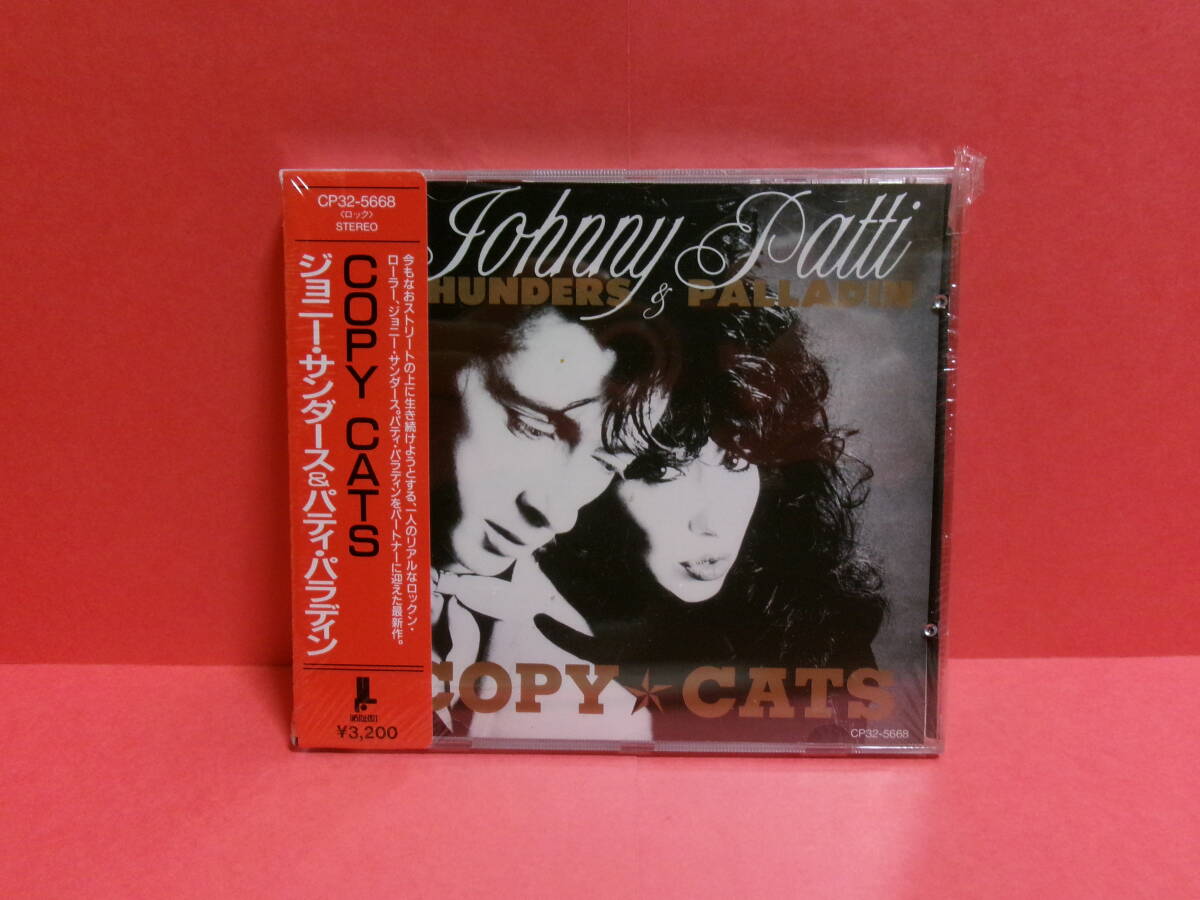 CP32-5668
〈ロック〉
STEREO
COPY CATS
ジョニー・サンダース&パティ・パラディン
今もなおストリートの上に生き続けようとする、一人のリアルなロックン・
ローラー、ジョニー・サンダース。パティ・パラディンをパートナーに迎えた最新作。
¥3,200
Johnny Patti
HUNDERS & PALLADIN
COPY★CATS
CP32-5668